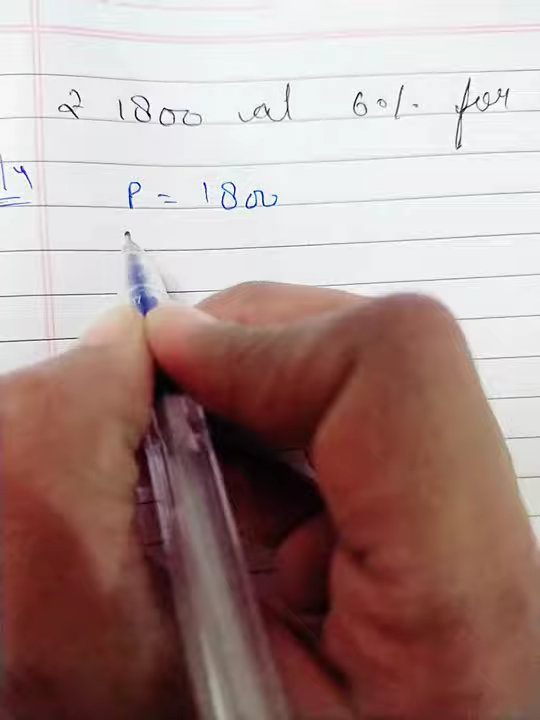 ₹ 1800 at 6% for
P = 1800